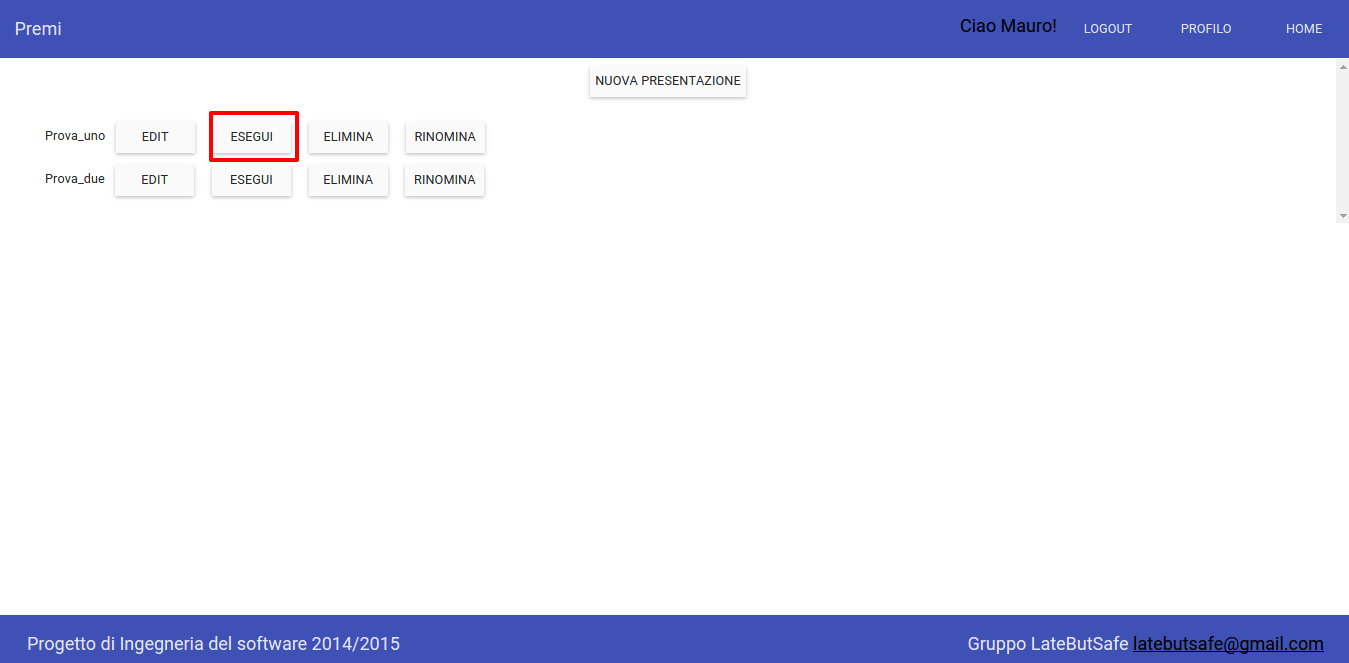 Premi
Ciao Mauro! LOGOUT PROFILO HOME
NUOVA PRESENTAZIONE
Prova_uno EDIT ESEGUI ELIMINA RINOMINA
Prova_due EDIT ESEGUI ELIMINA RINOMINA
Progetto di Ingegneria del software 2014/2015
Gruppo LateButSafe latebutsafe@gmail.com